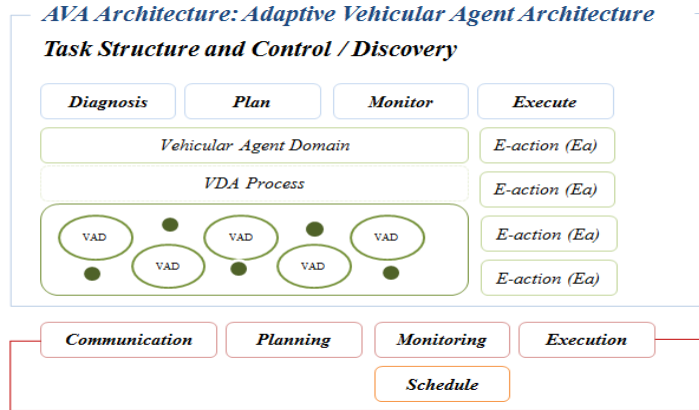 AVA Architecture: Adaptive Vehicular Agent Architecture
Task Structure and Control / Discovery
Diagnosis Plan Monitor Execute
Vehicular Agent Domain E-action (Ea)
VDA Process E-action (Ea)
VAD VAD VAD E-action (Ea)
VAD VAD E-action (Ea)
Communication Planning Monitoring Execution
Schedule